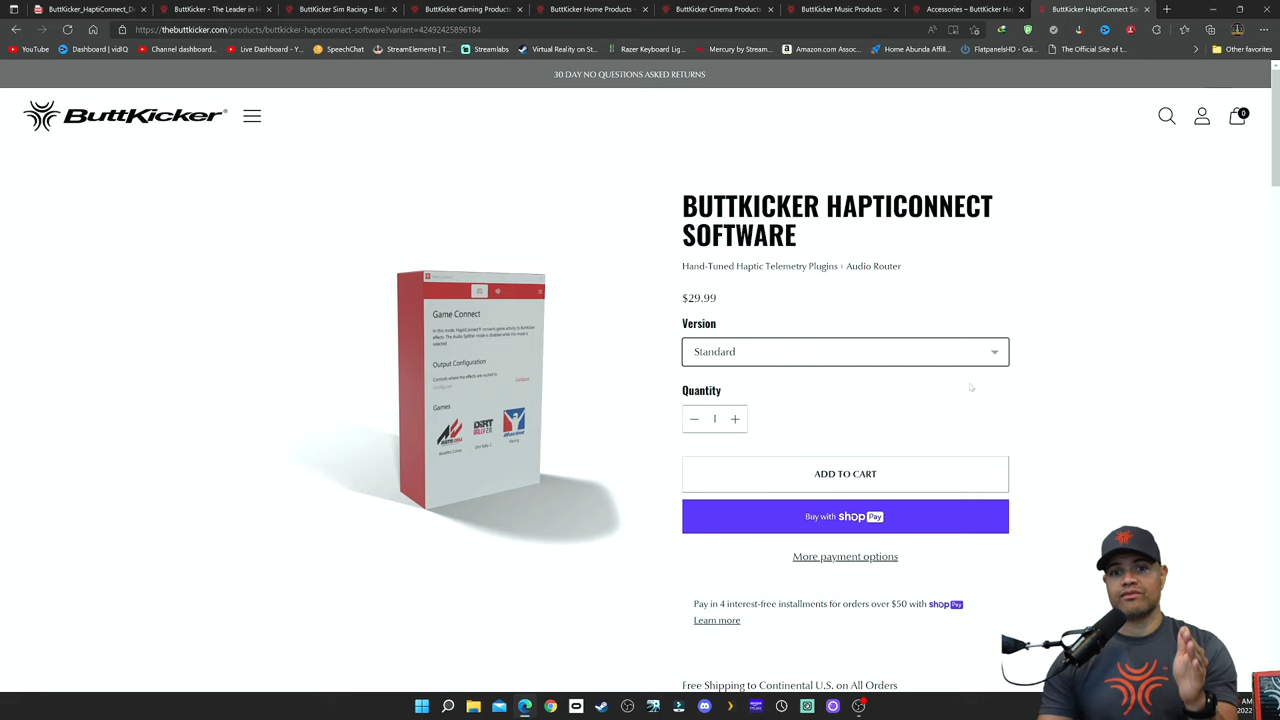 ButtKicker - The Leader in H
ButtKicker Sim Racing – But
ButtKicker Gaming Products
ButtKicker Home Products –
ButtKicker Cinema Products
ButtKicker Music Products –
Accessories – ButtKicker Ha
ButtKicker HaptiConnect So
https://thebuttkicker.com/products/buttkicker-hapticonnect-software?variant=42492425896184
YouTube
Dashboard | vidIQ
Channel dashboard...
Live Dashboard - Y...
SpeechChat
StreamElements | T...
Streamlabs
Virtual Reality on St...
Razer Keyboard Lig...
Mercury by Stream...
Amazon.com Assoc...
Home Abunda Affil...
FlatpanelsHD - Gui...
The Official Site of t...
Other favorites
30 DAY NO QUESTIONS ASKED RETURNS
ButtKicker®
0
BUTTKICKER HAPTICONNECT
SOFTWARE
Hand-Tuned Haptic Telemetry Plugins + Audio Router
$29.99
Version
Standard
Quantity
1
ADD TO CART
Buy with shop Pay
More payment options
Pay in 4 interest-free installments for orders over $50 with shop Pay
Learn more
Free Shipping to Continental U.S. on All Orders
Game Connect
Output Configuration
Games
AM
2022